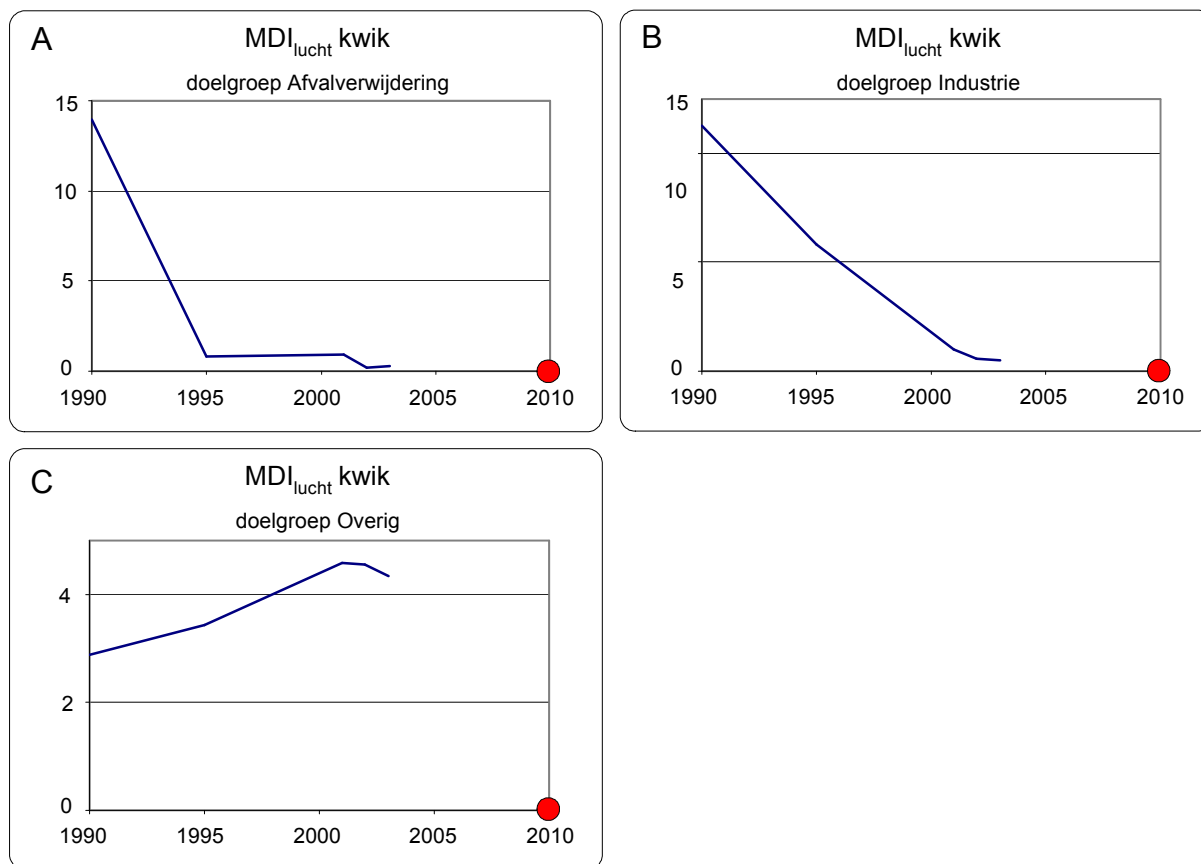 A
MDIlucht kwik
doelgroep Afvalverwijdering
15
10
5
0
1990 1995 2000 2005 2010
B
MDIlucht kwik
doelgroep Industrie
15
10
5
0
1990 1995 2000 2005 2010
C
MDIlucht kwik
doelgroep Overig
4
2
0
1990 1995 2000 2005 2010